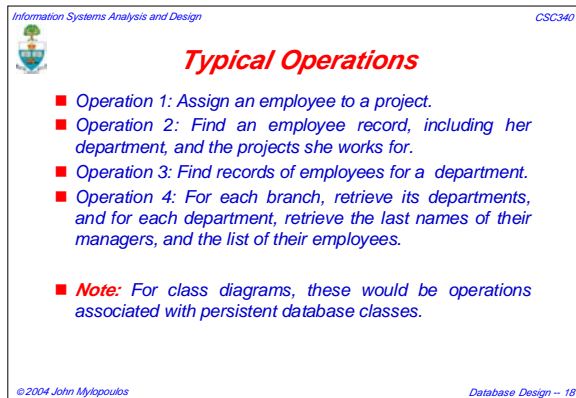 Information Systems Analysis and Design CSC340
Typical Operations
Operation 1: Assign an employee to a project.
Operation 2: Find an employee record, including her
department, and the projects she works for.
Operation 3: Find records of employees for a department.
Operation 4: For each branch, retrieve its departments,
and for each department, retrieve the last names of their
managers, and the list of their employees.
Note: For class diagrams, these would be operations
associated with persistent database classes.
©2004 John Mylopoulos Database Design -- 18